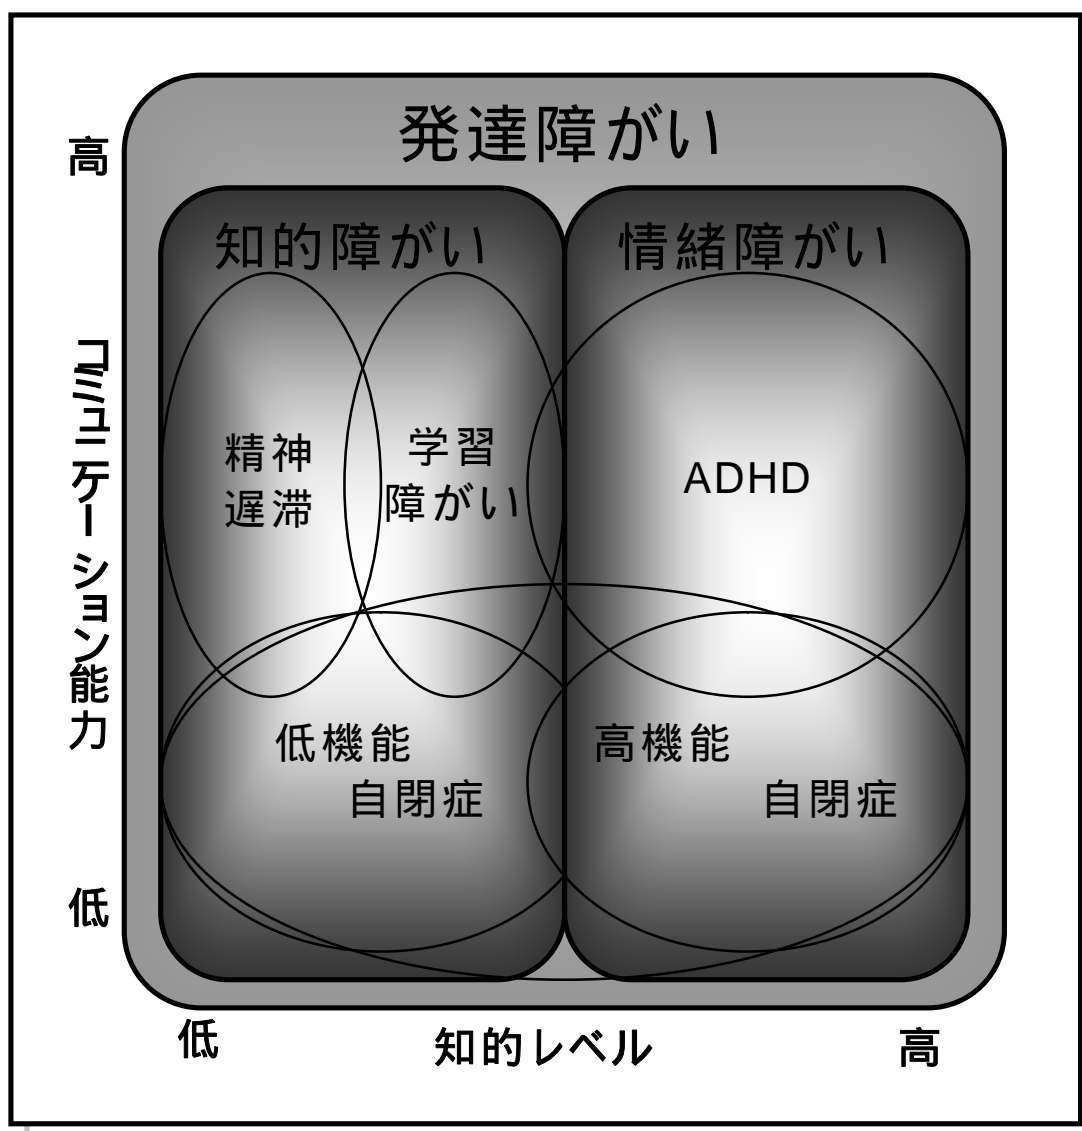 発達障がい
高
知的障がい
情緒障がい
コミュニケーション能力
精神
遅滞
学習
障がい
ADHD
低機能
自閉症
高機能
自閉症
低
低
知的レベル
高